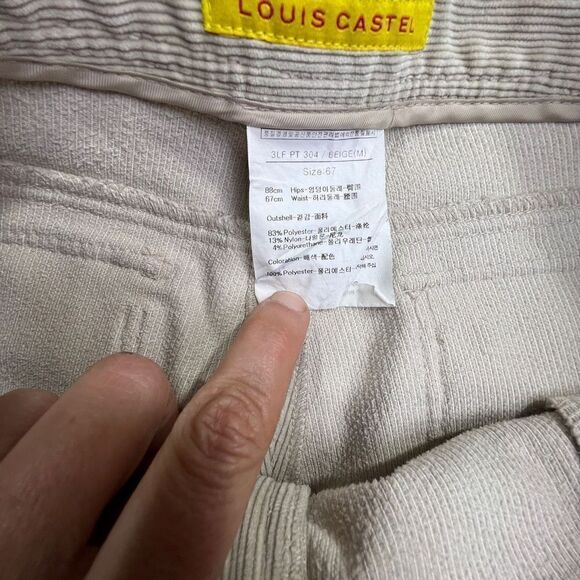 LOUIS CASTEL
3LF PT 304 / BEIGE(M)
Size:67
88cm Hips-엉덩이둘레-臀围
67cm Waist-허리둘레-腰围
Outshell-겉감-面料
83% Polyester-폴리에스터-涤纶
13% Nylon-나일론-尼龙
4% Polyurethane-폴리우레탄
Coloration-배색-配色
100% Polyester-폴리에스터